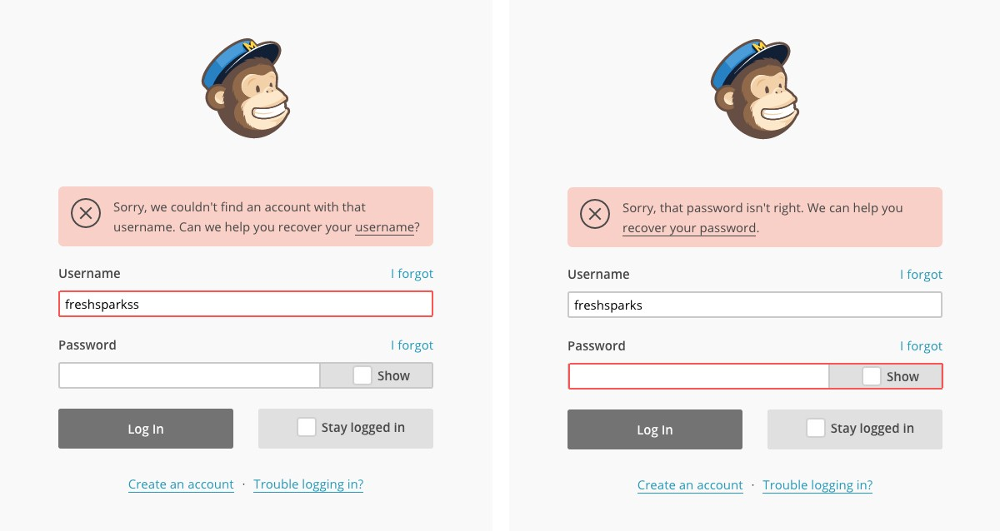 M
Sorry, we couldn't find an account with that
username. Can we help you recover your username?
Username
I forgot
freshsparkss
Password
I forgot
Show
Log In
Stay logged in
Create an account · Trouble logging in?
M
Sorry, that password isn't right. We can help you
recover your password.
Username
I forgot
freshsparks
Password
I forgot
Show
Log In
Stay logged in
Create an account · Trouble logging in?